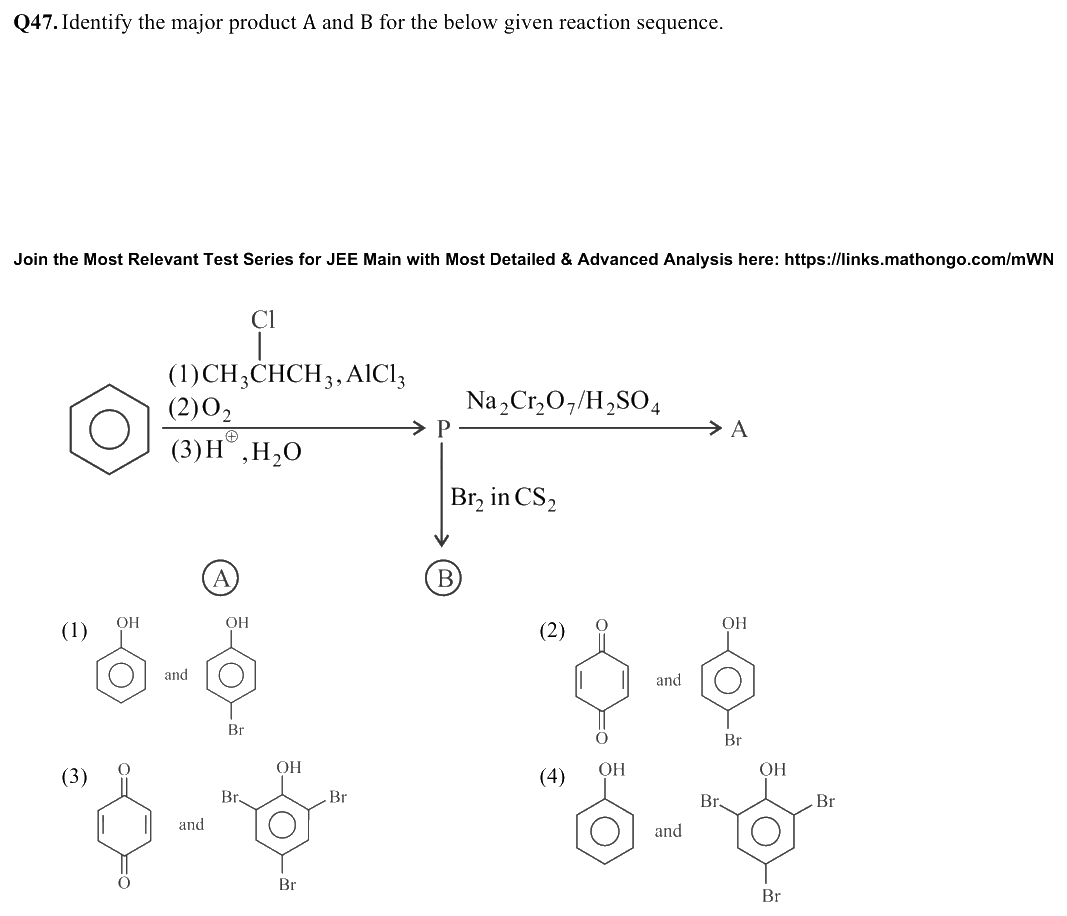 Q47. Identify the major product A and B for the below given reaction sequence.
Join the Most Relevant Test Series for JEE Main with Most Detailed & Advanced Analysis here: https://links.mathongo.com/mWN
Cl
(1)CH₃CHCH₃, AlCl₃
(2)O₂
(3)H⊕, H₂O
P
Na₂Cr₂O₇/H₂SO₄
A
Br₂ in CS₂
A
B
(1) OH and OH Br
(2) O O and OH Br
(3) O O and OH Br Br Br
(4) OH and OH Br Br Br